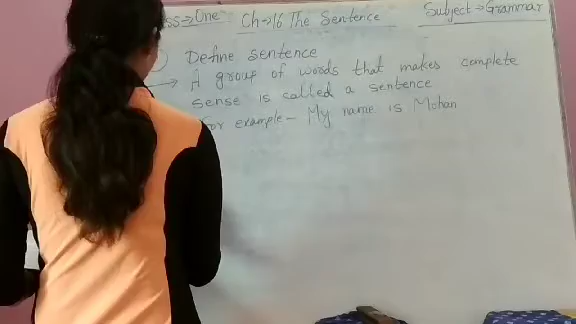 ss⇒One Ch→16 The Sentence Subject→Grammar
Define sentence
→ A group of words that makes complete
sense is called a sentence
For example– My name is Mohan